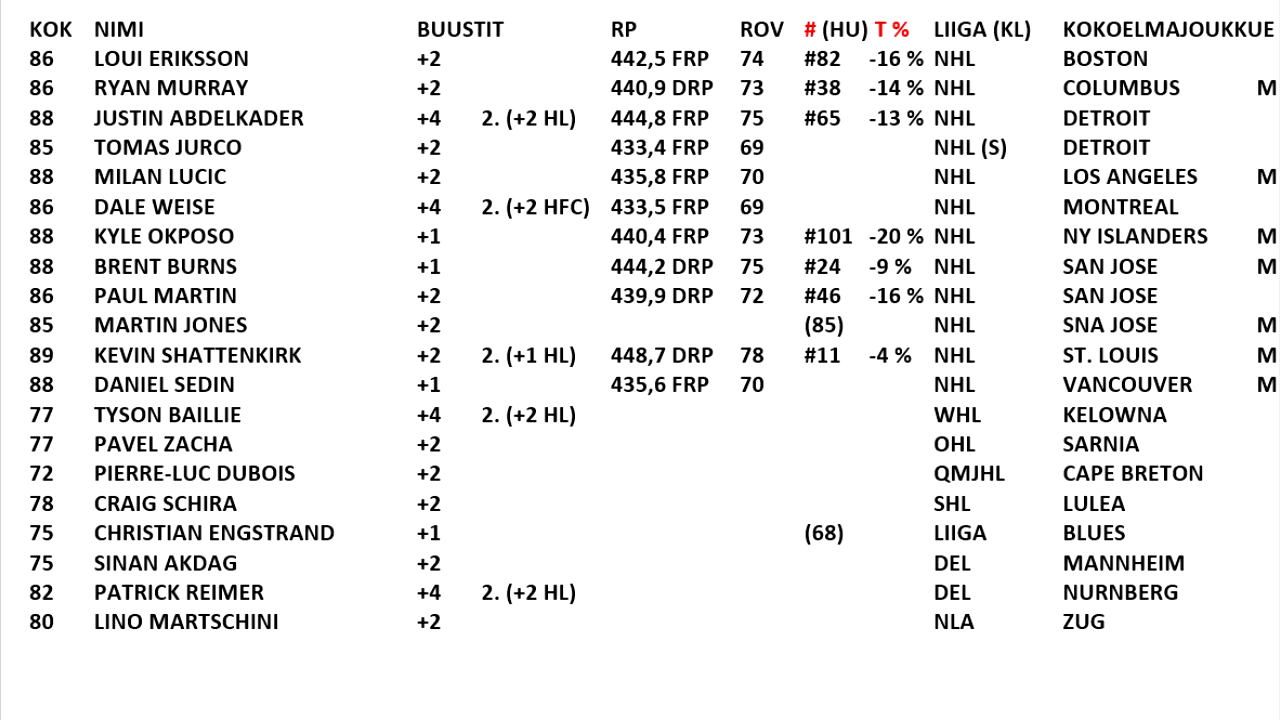 KOK NIMI BUUSTIT RP ROV # (HU) T % LIIGA (KL) KOKOELMAJOUKKUE
86 LOUI ERIKSSON +2 442,5 FRP 74 #82 -16 % NHL BOSTON
86 RYAN MURRAY +2 440,9 DRP 73 #38 -14 % NHL COLUMBUS M
88 JUSTIN ABDELKADER +4 2. (+2 HL) 444,8 FRP 75 #65 -13 % NHL DETROIT
85 TOMAS JURCO +2 433,4 FRP 69 NHL (S) DETROIT
88 MILAN LUCIC +2 435,8 FRP 70 NHL LOS ANGELES M
86 DALE WEISE +4 2. (+2 HFC) 433,5 FRP 69 NHL MONTREAL
88 KYLE OKPOSO +1 440,4 FRP 73 #101 -20 % NHL NY ISLANDERS M
88 BRENT BURNS +1 444,2 DRP 75 #24 -9 % NHL SAN JOSE M
86 PAUL MARTIN +2 439,9 DRP 72 #46 -16 % NHL SAN JOSE
85 MARTIN JONES +2 (85) NHL SNA JOSE M
89 KEVIN SHATTENKIRK +2 2. (+1 HL) 448,7 DRP 78 #11 -4 % NHL ST. LOUIS M
88 DANIEL SEDIN +1 435,6 FRP 70 NHL VANCOUVER M
77 TYSON BAILLIE +4 2. (+2 HL) WHL KELOWNA
77 PAVEL ZACHA +2 OHL SARNIA
72 PIERRE-LUC DUBOIS +2 QMJHL CAPE BRETON
78 CRAIG SCHIRA +2 SHL LULEA
75 CHRISTIAN ENGSTRAND +1 (68) LIIGA BLUES
75 SINAN AKDAG +2 DEL MANNHEIM
82 PATRICK REIMER +4 2. (+2 HL) DEL NURNBERG
80 LINO MARTSCHINI +2 NLA ZUG